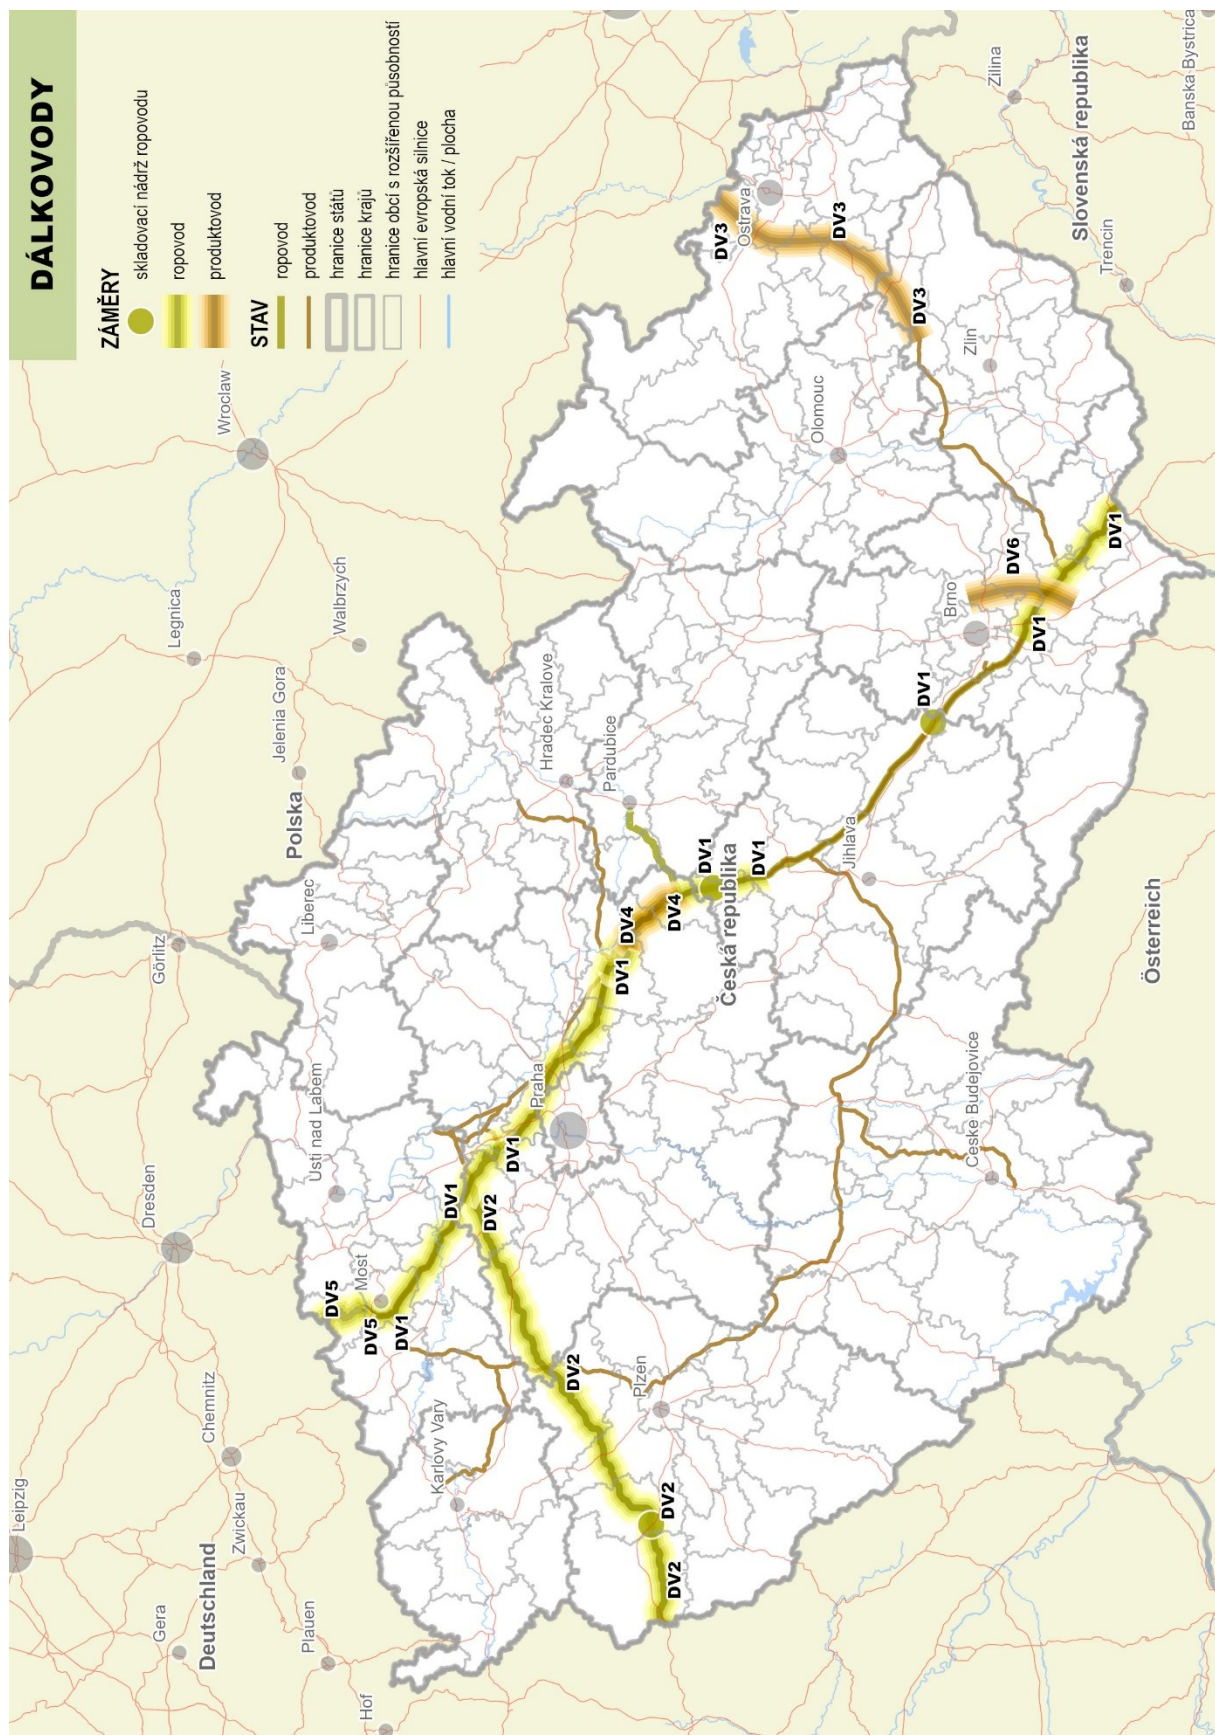 DÁLKOVODY
ZÁMĚRY
skladovací nádrž ropovodu
ropovod
produktovod
STAV
ropovod
produktovod
hranice států
hranice krajů
hranice obcí s rozšířenou působností
hlavní evropská silnice
hlavní vodní tok / plocha
Leipzig
Gera
Deutschland
Plauen
Hof
Zwickau
Chemnitz
Dresden
Görlitz
Polska
Jelenia Gora
Legnica
Walbrzych
Wroclaw
Liberec
Usti nad Labem
Most
Karlovy Vary
Plzen
Praha
Hradec Kralove
Pardubice
Česká republika
Jihlava
Ceske Budejovice
Brno
Olomouc
Ostrava
Zlin
Zilina
Slovenská republika
Trencin
Banska Bystrica
Österreich
DV5
DV5
DV1
DV1
DV2
DV1
DV2
DV2
DV2
DV1
DV4
DV4
DV1
DV1
DV1
DV1
DV6
DV1
DV3
DV3
DV3